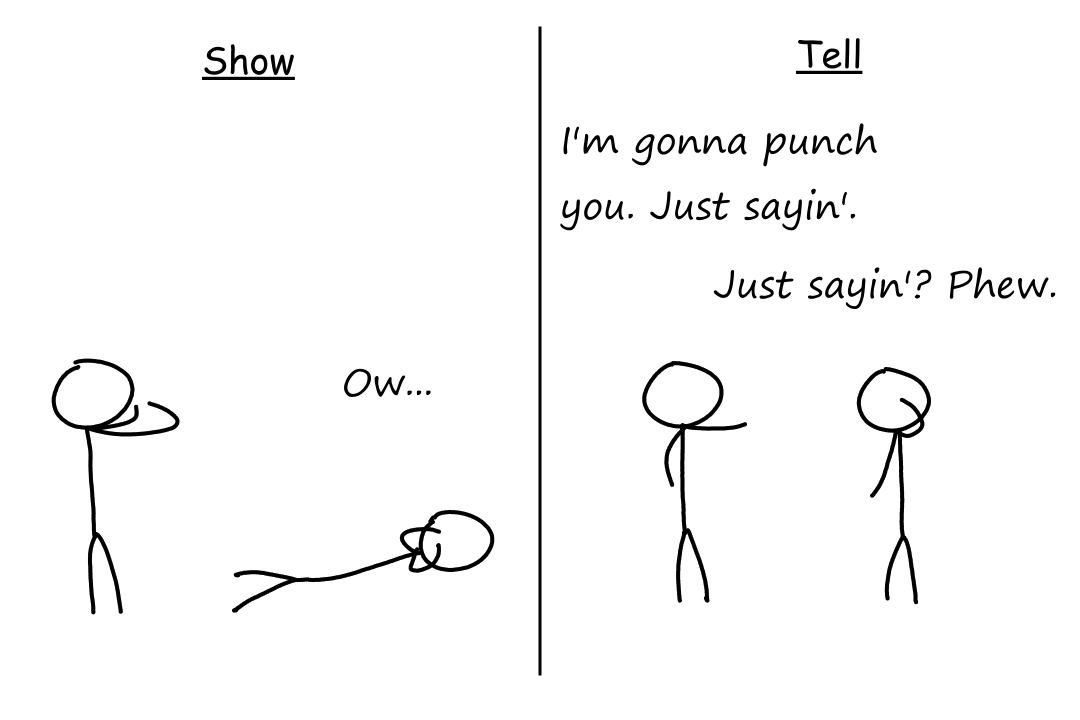 Show
Ow...
Tell
I'm gonna punch
you. Just sayin'.
Just sayin'? Phew.